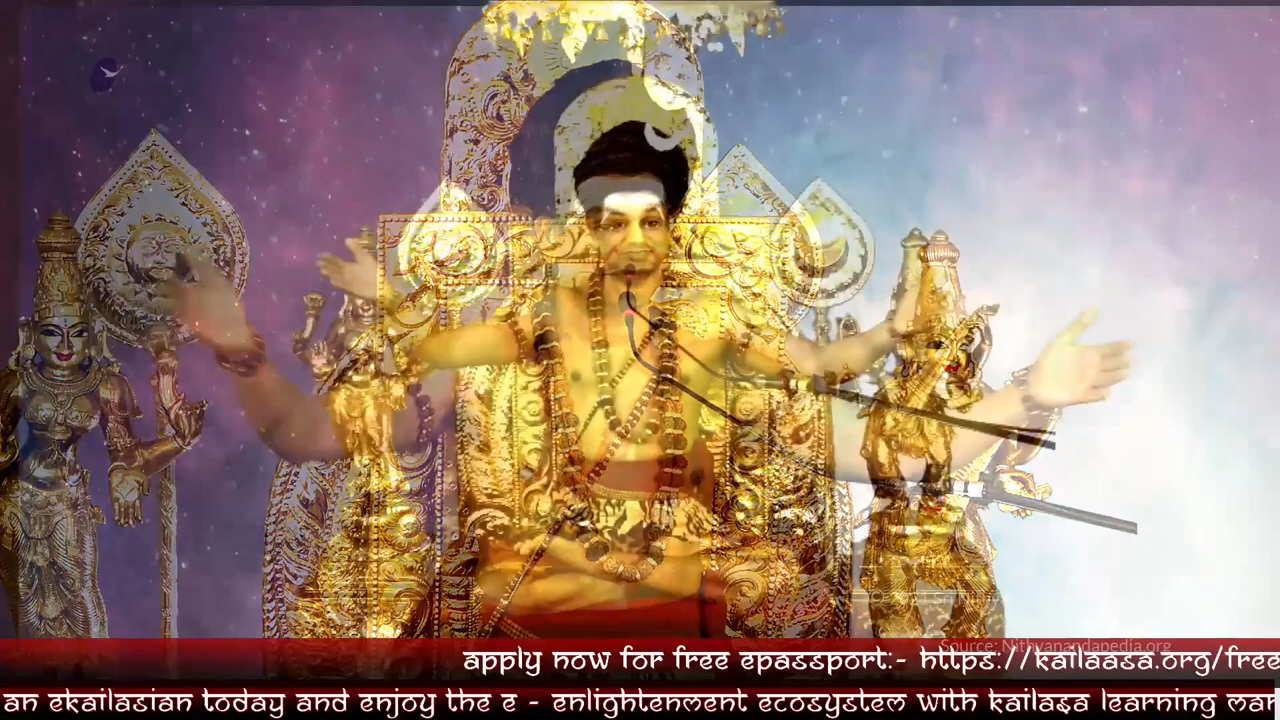 Source: Nithyanandapedia.org
apply now for free epassport:- https://kailaasa.org/free
an ekailasian today and enjoy the e - enlightenment ecosystem with kailasa learning man